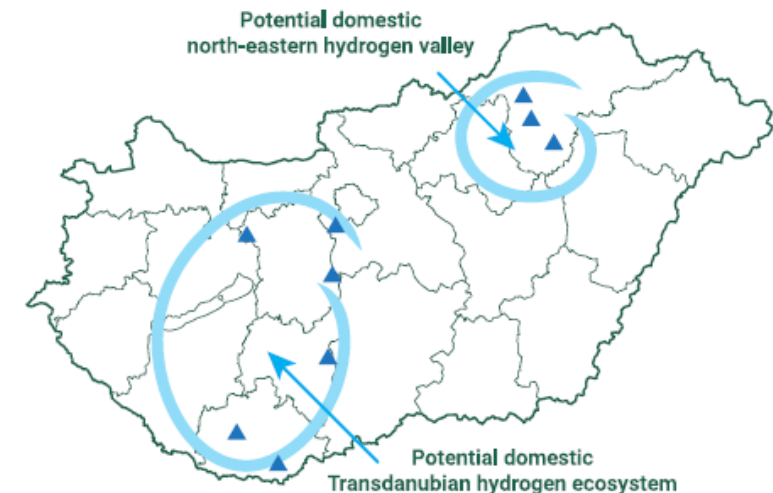 Potential domestic
north-eastern hydrogen valley
Potential domestic
Transdanubian hydrogen ecosystem